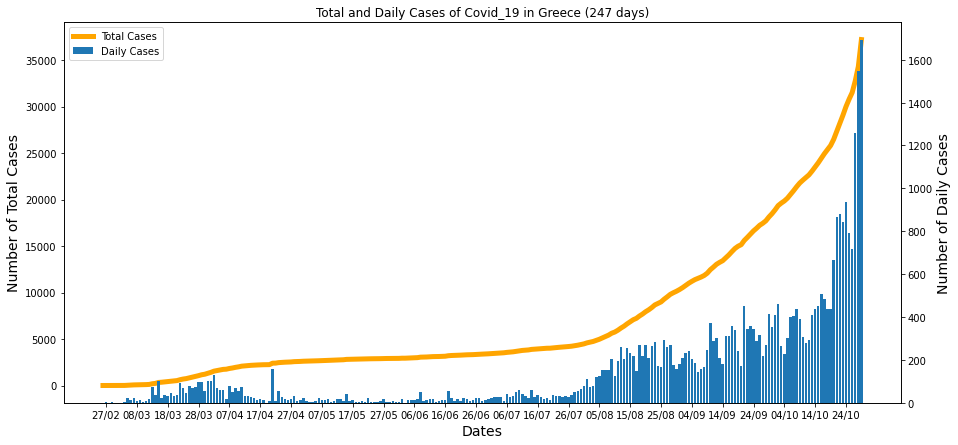 Total and Daily Cases of Covid_19 in Greece (247 days)
Total Cases
Daily Cases
35000
30000
25000
20000
15000
10000
5000
0
Number of Total Cases
1600
1400
1200
1000
800
600
400
200
0
Number of Daily Cases
27/02 08/03 18/03 28/03 07/04 17/04 27/04 07/05 17/05 27/05 06/06 16/06 26/06 06/07 16/07 26/07 05/08 15/08 25/08 04/09 14/09 24/09 04/10 14/10 24/10
Dates